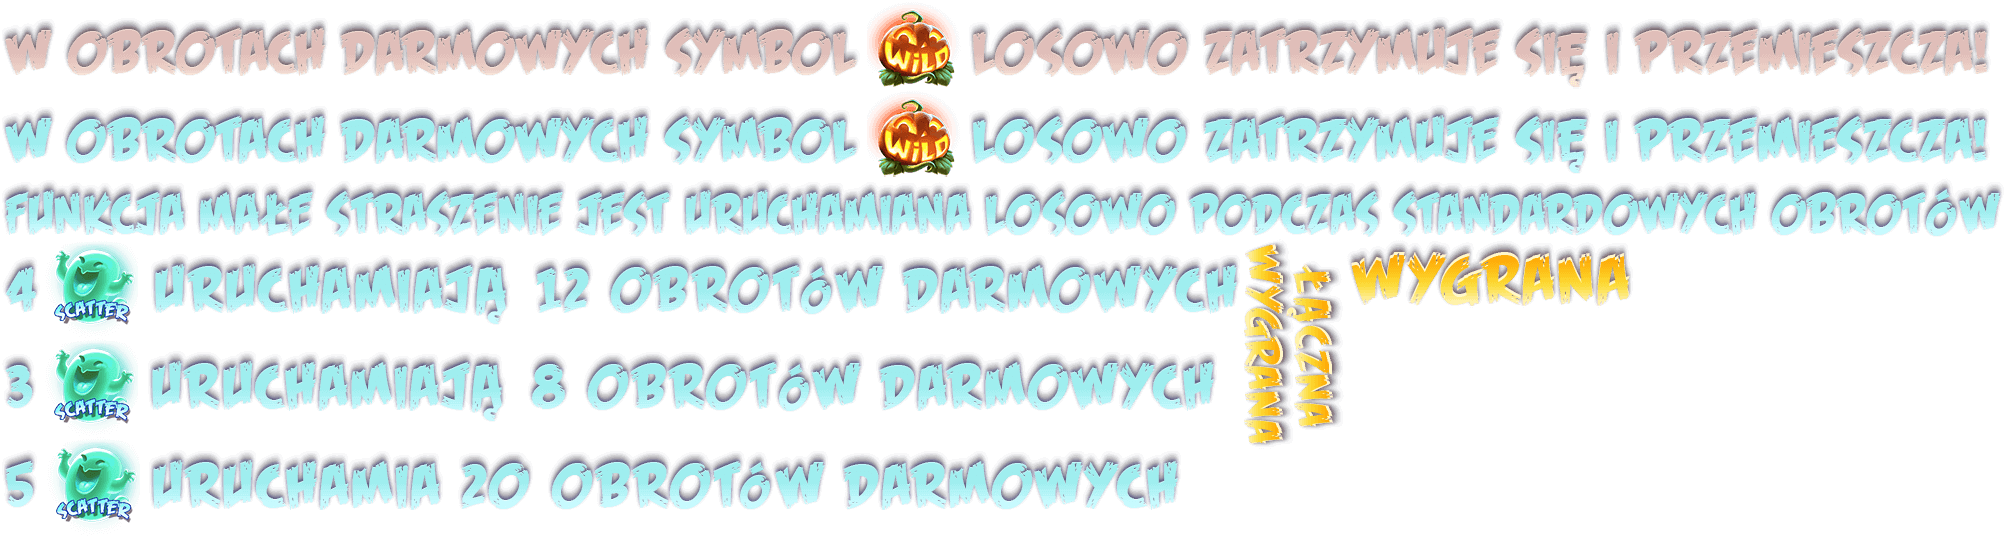 W OBROTACH DARMOWYCH SYMBOL WILD LOSOWO ZATRZYMUJE SIĘ I PRZEMIESZCZA!
W OBROTACH DARMOWYCH SYMBOL WILD LOSOWO ZATRZYMUJE SIĘ I PRZEMIESZCZA!
FUNKCJA MAŁE STRASZENIE JEST URUCHAMIANA LOSOWO PODCZAS STANDARDOWYCH OBROTÓW
4 SCATTER URUCHAMIAJĄ 12 OBROTÓW DARMOWYCH
ŁĄCZNA
WYGRANA
WYGRANA
3 SCATTER URUCHAMIAJĄ 8 OBROTÓW DARMOWYCH
5 SCATTER URUCHAMIA 20 OBROTÓW DARMOWYCH